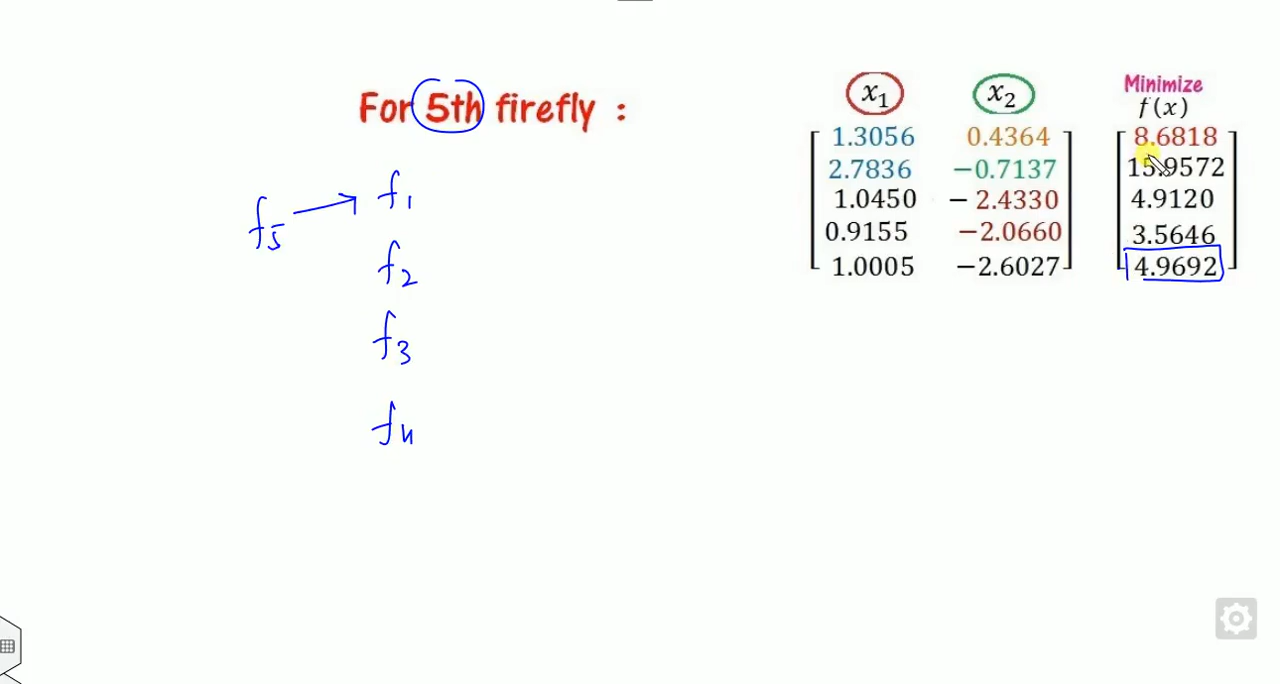 For 5th firefly :
f5 → f1
f2
f3
f4
x1 x2 Minimize f(x)
1.3056 0.4364 8.6818
2.7836 −0.7137 15.9572
1.0450 −2.4330 4.9120
0.9155 −2.0660 3.5646
1.0005 −2.6027 4.9692